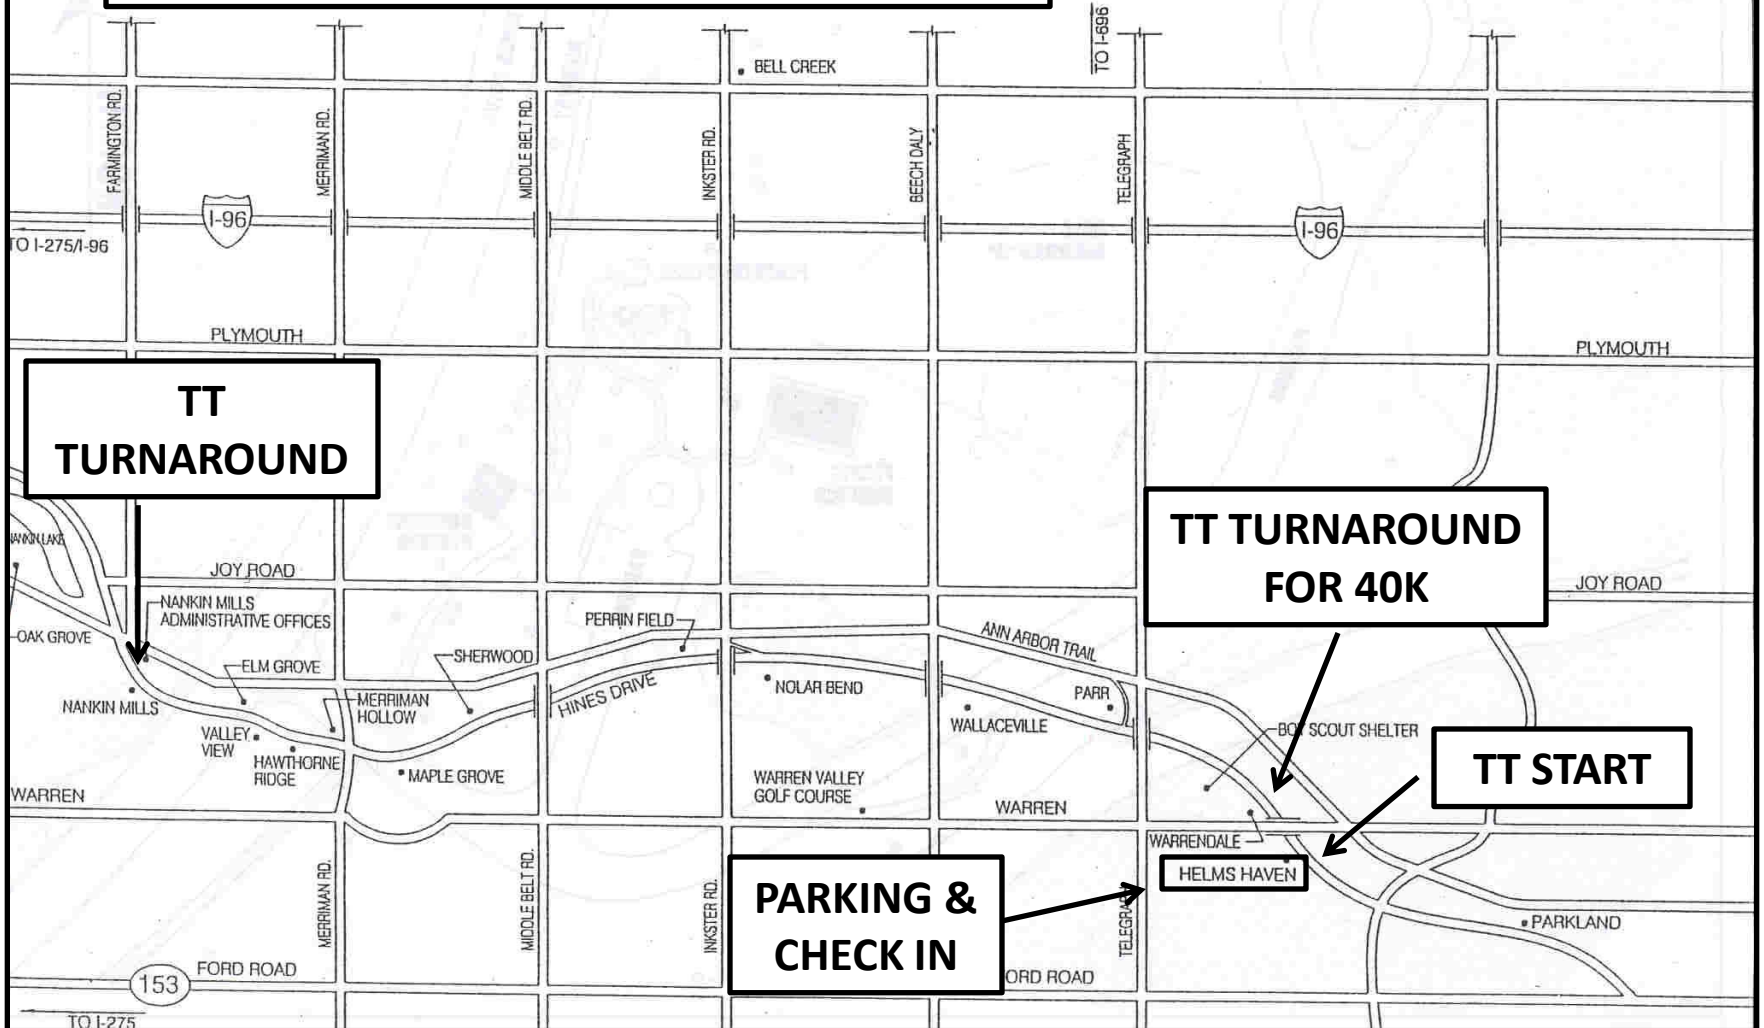 TO I-696
BELL CREEK
FARMINGTON RD.
MERRIMAN RD.
MIDDLE BELT RD.
INKSTER RD.
BEECH DALY
TELEGRAPH
I-96
I-96
TO I-275/I-96
PLYMOUTH
PLYMOUTH
TT
TURNAROUND
TT TURNAROUND
FOR 40K
NANKIN LAKE
JOY ROAD
JOY ROAD
NANKIN MILLS
ADMINISTRATIVE OFFICES
OAK GROVE
PERRIN FIELD
ANN ARBOR TRAIL
ELM GROVE
SHERWOOD
HINES DRIVE
NOLAR BEND
PARR
NANKIN MILLS
MERRIMAN
HOLLOW
WALLACEVILLE
VALLEY
VIEW
HAWTHORNE
RIDGE
MAPLE GROVE
BOY SCOUT SHELTER
TT START
WARREN VALLEY
GOLF COURSE
WARREN
WARREN
WARRENDALE
HELMS HAVEN
PARKING &
CHECK IN
MERRIMAN RD.
MIDDLE BELT RD.
INKSTER RD.
TELEGRAPH
PARKLAND
FORD ROAD
ORD ROAD
153
TO I-275